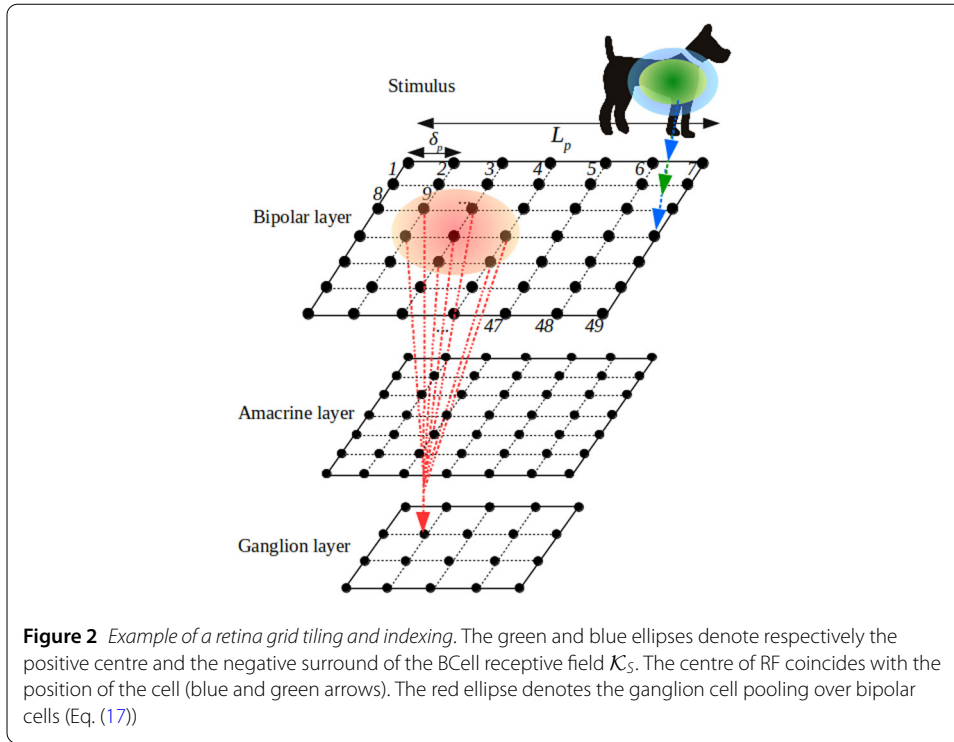 Stimulus
L_p
δ_p
1 2 3 4 5 6 7
8 9 ...
Bipolar layer
... 47 48 49
Amacrine layer
Ganglion layer
Figure 2 Example of a retina grid tiling and indexing. The green and blue ellipses denote respectively the
positive centre and the negative surround of the BCell receptive field 𝒦_S. The centre of RF coincides with the
position of the cell (blue and green arrows). The red ellipse denotes the ganglion cell pooling over bipolar
cells (Eq. (17))